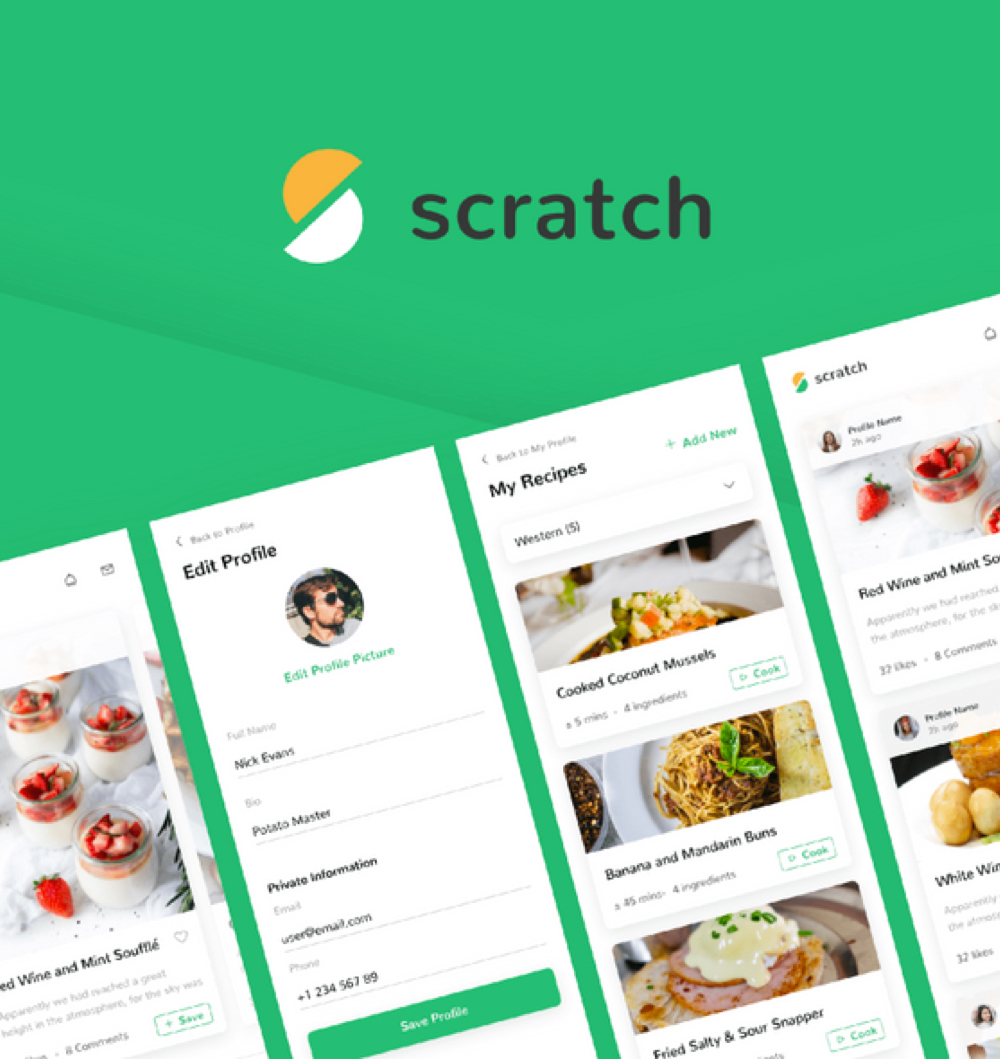 scratch
Red Wine and Mint Soufflé
Apparently we had reached a great
height in the atmosphere, for the sky was
8 Comments
+ Save
Back to Profile
Edit Profile
Edit Profile Picture
Full Name
Nick Evans
Bio
Potato Master
Private Information
Email
user@email.com
Phone
+1 234 567 89
Save Profile
Back to My Profile
My Recipes
+ Add New
Western (5)
Cooked Coconut Mussels
± 5 mins · 4 ingredients
Cook
Banana and Mandarin Buns
± 45 mins · 4 ingredients
Cook
Fried Salty & Sour Snapper
Cook
scratch
Profile Name
2h ago
Red Wine and Mint Sou
Apparently we had reached
the atmosphere, for the sk
32 likes · 8 Comments
Profile Name
2h ago
White Win
Apparently
the atmos
32 likes